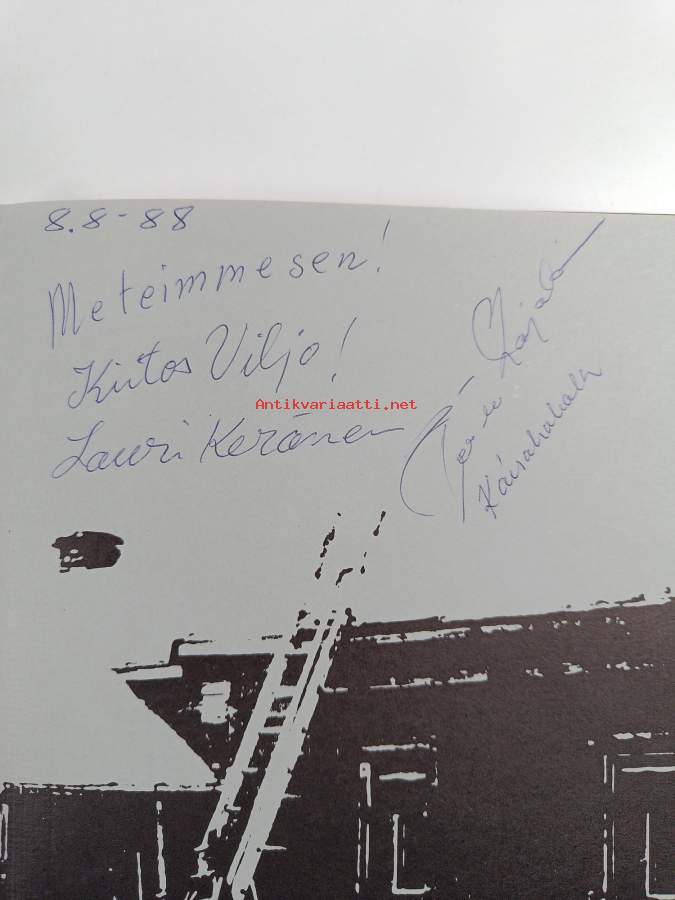 8.8-88
Meteimmesen!
Kiitos Viljo!
Lauri Keränen
Antikvariaatti.net